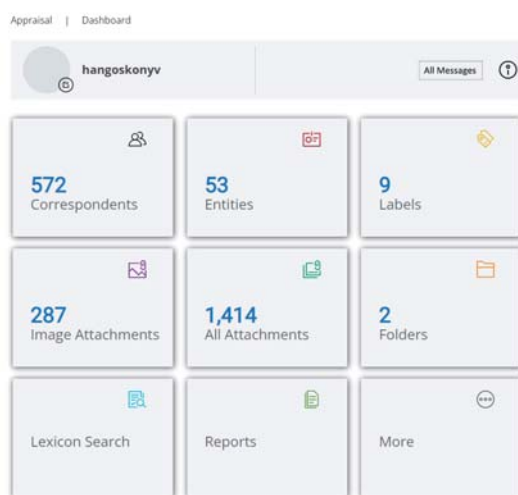 Appraisal | Dashboard
hangoskonyv
All Messages
572
Correspondents
53
Entities
9
Labels
287
Image Attachments
1,414
All Attachments
2
Folders
Lexicon Search
Reports
More